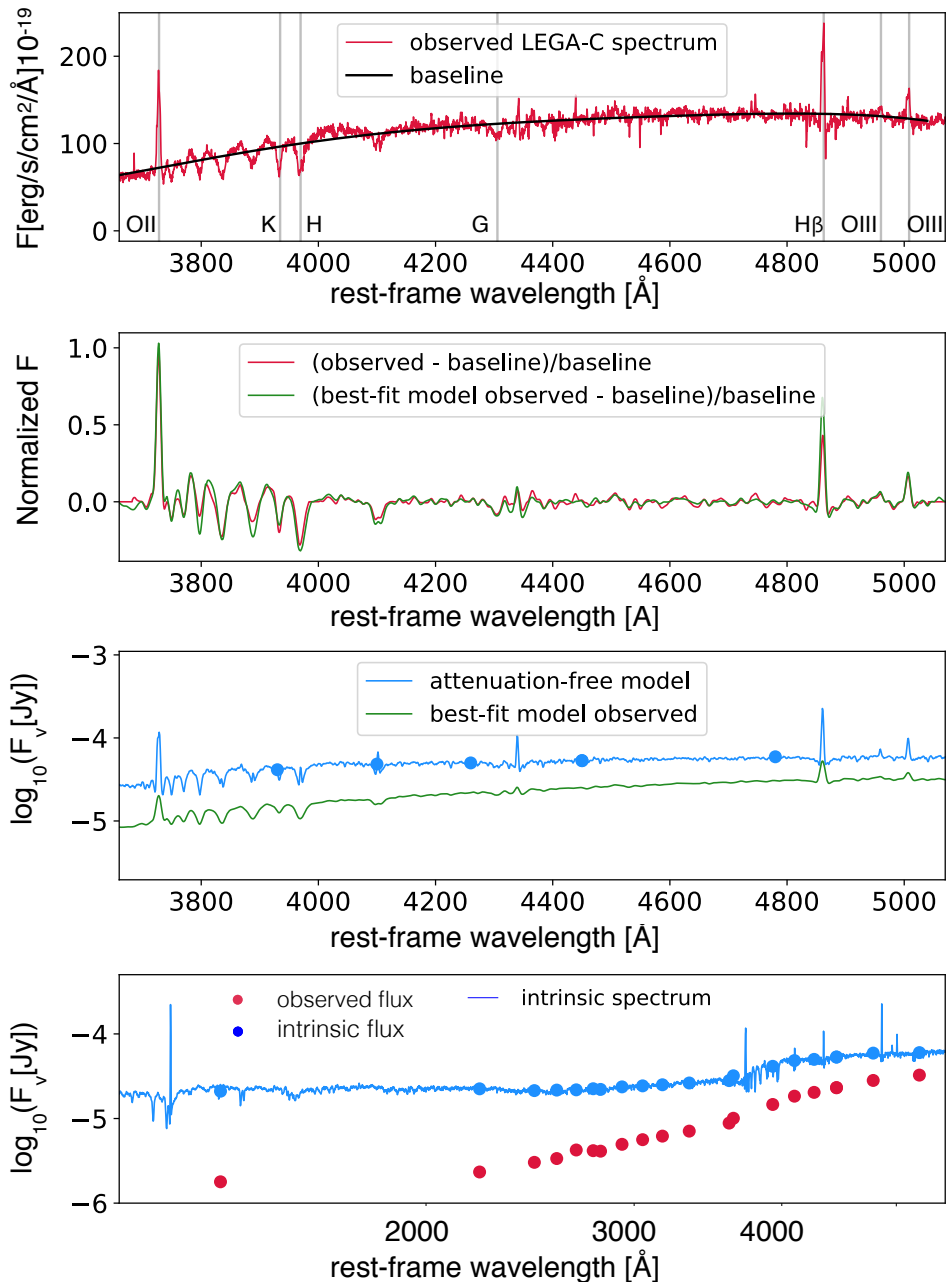 F[erg/s/cm²/Å]10⁻¹⁹
200
100
0
observed LEGA-C spectrum
baseline
OII K H G Hβ OIII OIII
3800 4000 4200 4400 4600 4800 5000
rest-frame wavelength [Å]
Normalized F
1.0
0.5
0.0
(observed - baseline)/baseline
(best-fit model observed - baseline)/baseline
3800 4000 4200 4400 4600 4800 5000
rest-frame wavelength [A]
log₁₀(Fᵥ[Jy])
−3
−4
−5
attenuation-free model
best-fit model observed
3800 4000 4200 4400 4600 4800 5000
rest-frame wavelength [Å]
log₁₀(Fᵥ[Jy])
−4
−5
−6
observed flux
intrinsic spectrum
intrinsic flux
2000 3000 4000
rest-frame wavelength [Å]